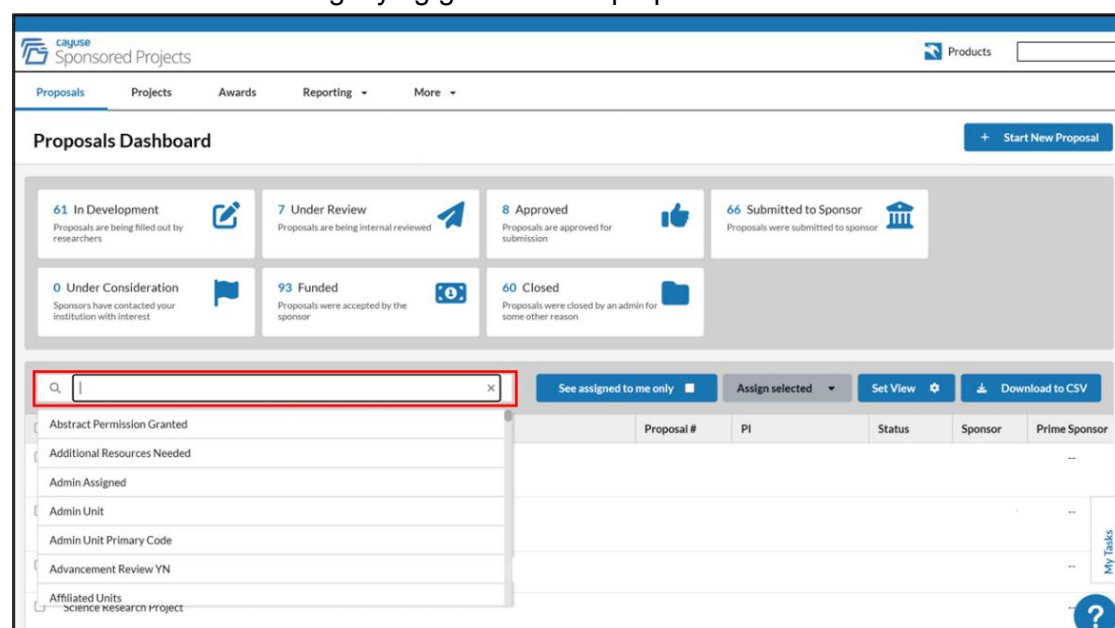 cayuse
Sponsored Projects
Products
Proposals Projects Awards Reporting More
Proposals Dashboard
+ Start New Proposal
61 In Development
Proposals are being filled out by
researchers
7 Under Review
Proposals are being internal reviewed
8 Approved
Proposals are approved for
submission
66 Submitted to Sponsor
Proposals were submitted to sponsor
0 Under Consideration
Sponsors have contacted your
institution with interest
93 Funded
Proposals were accepted by the
sponsor
60 Closed
Proposals were closed by an admin for
some other reason
See assigned to me only Assign selected Set View Download to CSV
Proposal # PI Status Sponsor Prime Sponsor
Abstract Permission Granted
Additional Resources Needed
--
Admin Assigned
Admin Unit
--
Admin Unit Primary Code
Advancement Review YN
--
Affiliated Units
Science Research Project
--
My Tasks
?